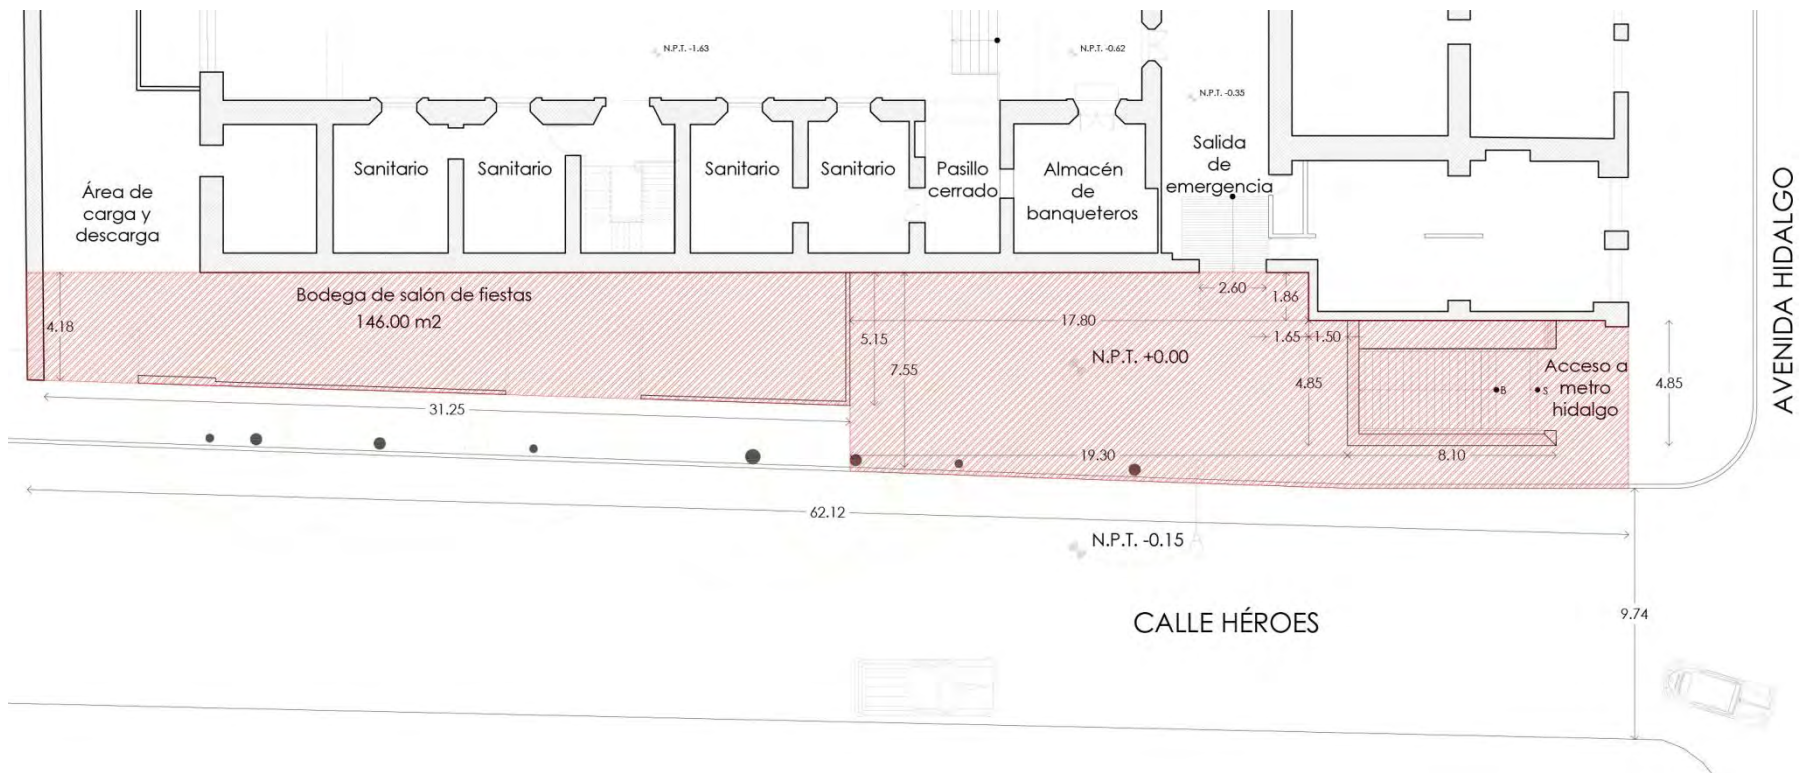 N.P.T. -1.63
N.P.T. -0.62
N.P.T. -0.35
Área de
carga y
descarga
Sanitario
Sanitario
Sanitario
Sanitario
Pasillo
cerrado
Almacén
de
banqueteros
Salida
de
emergencia
AVENIDA HIDALGO
Bodega de salón de fiestas
146.00 m2
4.18
5.15
7.55
17.80
2.60
1.86
1.65
1.50
N.P.T. +0.00
4.85
B
S
Acceso a
metro
hidalgo
4.85
31.25
19.30
8.10
62.12
N.P.T. -0.15
CALLE HÉROES
9.74